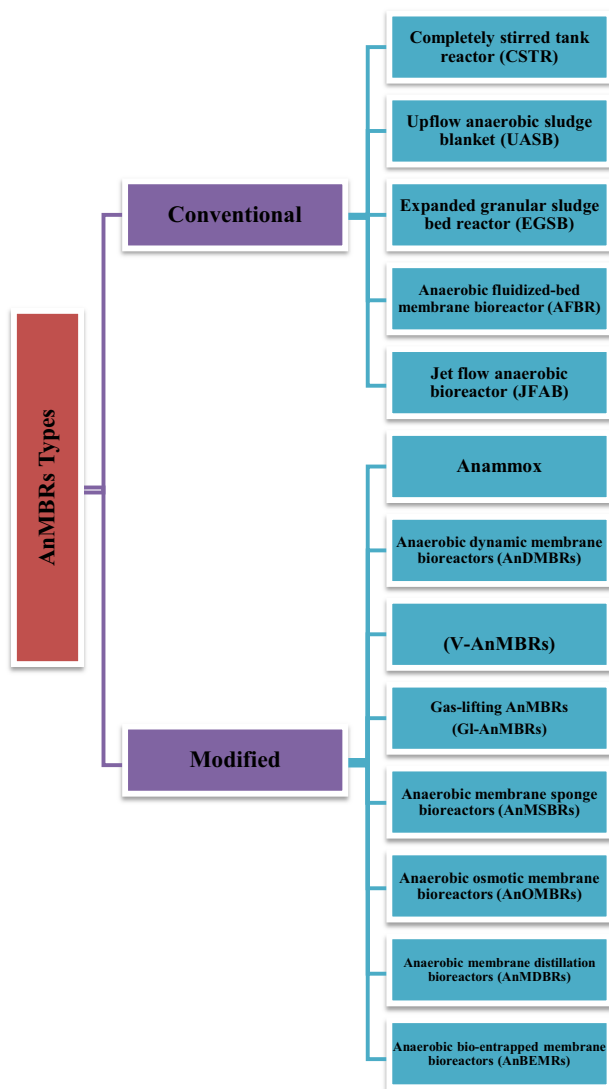 AnMBRs Types
Conventional
Completely stirred tank
reactor (CSTR)
Upflow anaerobic sludge
blanket (UASB)
Expanded granular sludge
bed reactor (EGSB)
Anaerobic fluidized-bed
membrane bioreactor (AFBR)
Jet flow anaerobic
bioreactor (JFAB)
Modified
Anammox
Anaerobic dynamic membrane
bioreactors (AnDMBRs)
(V-AnMBRs)
Gas-lifting AnMBRs
(Gl-AnMBRs)
Anaerobic membrane sponge
bioreactors (AnMSBRs)
Anaerobic osmotic membrane
bioreactors (AnOMBRs)
Anaerobic membrane distillation
bioreactors (AnMDBRs)
Anaerobic bio-entrapped membrane
bioreactors (AnBEMRs)